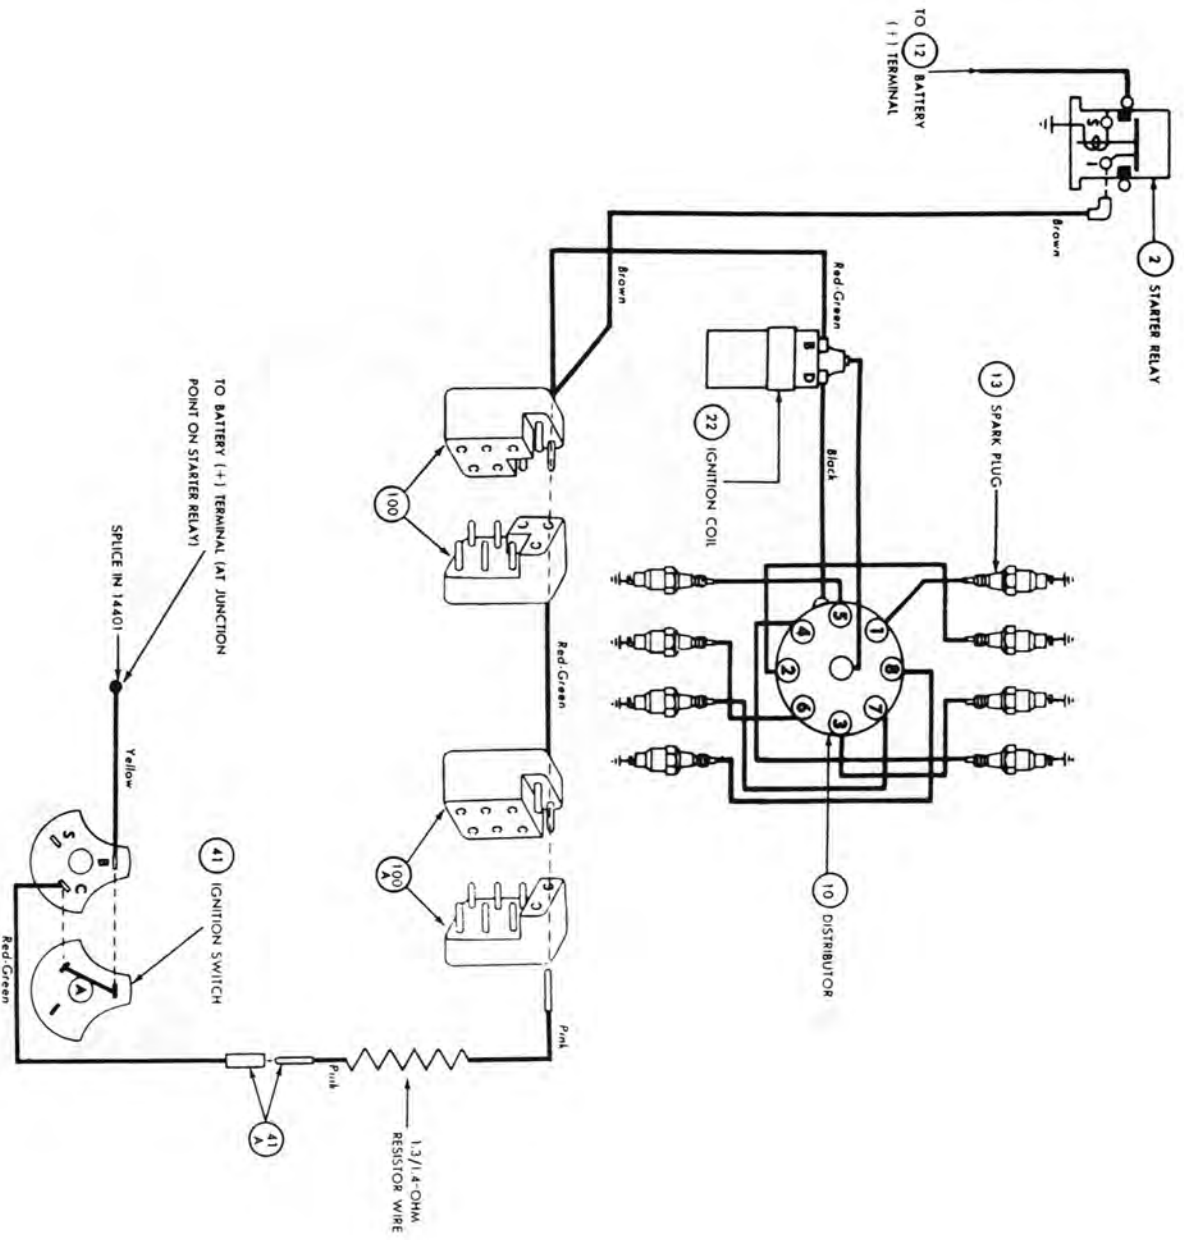 TO 12 BATTERY
(+) TERMINAL
S
I
2 STARTER RELAY
Brown
Brown
Red-Green
B
D
22 IGNITION COIL
Black
13 SPARK PLUG
1
8
7
3
6
2
4
5
10 DISTRIBUTOR
C C C
C C C
100
C
C C
Red-Green
C C C
C C C C
100
A
C
C
Pink
1.3/1.4-OHM
RESISTOR WIRE
Pink
41
A
TO BATTERY (+) TERMINAL (AT JUNCTION
POINT ON STARTER RELAY)
SPLICE IN 14401
Yellow
S
B
C
41 IGNITION SWITCH
A
I
Red-Green